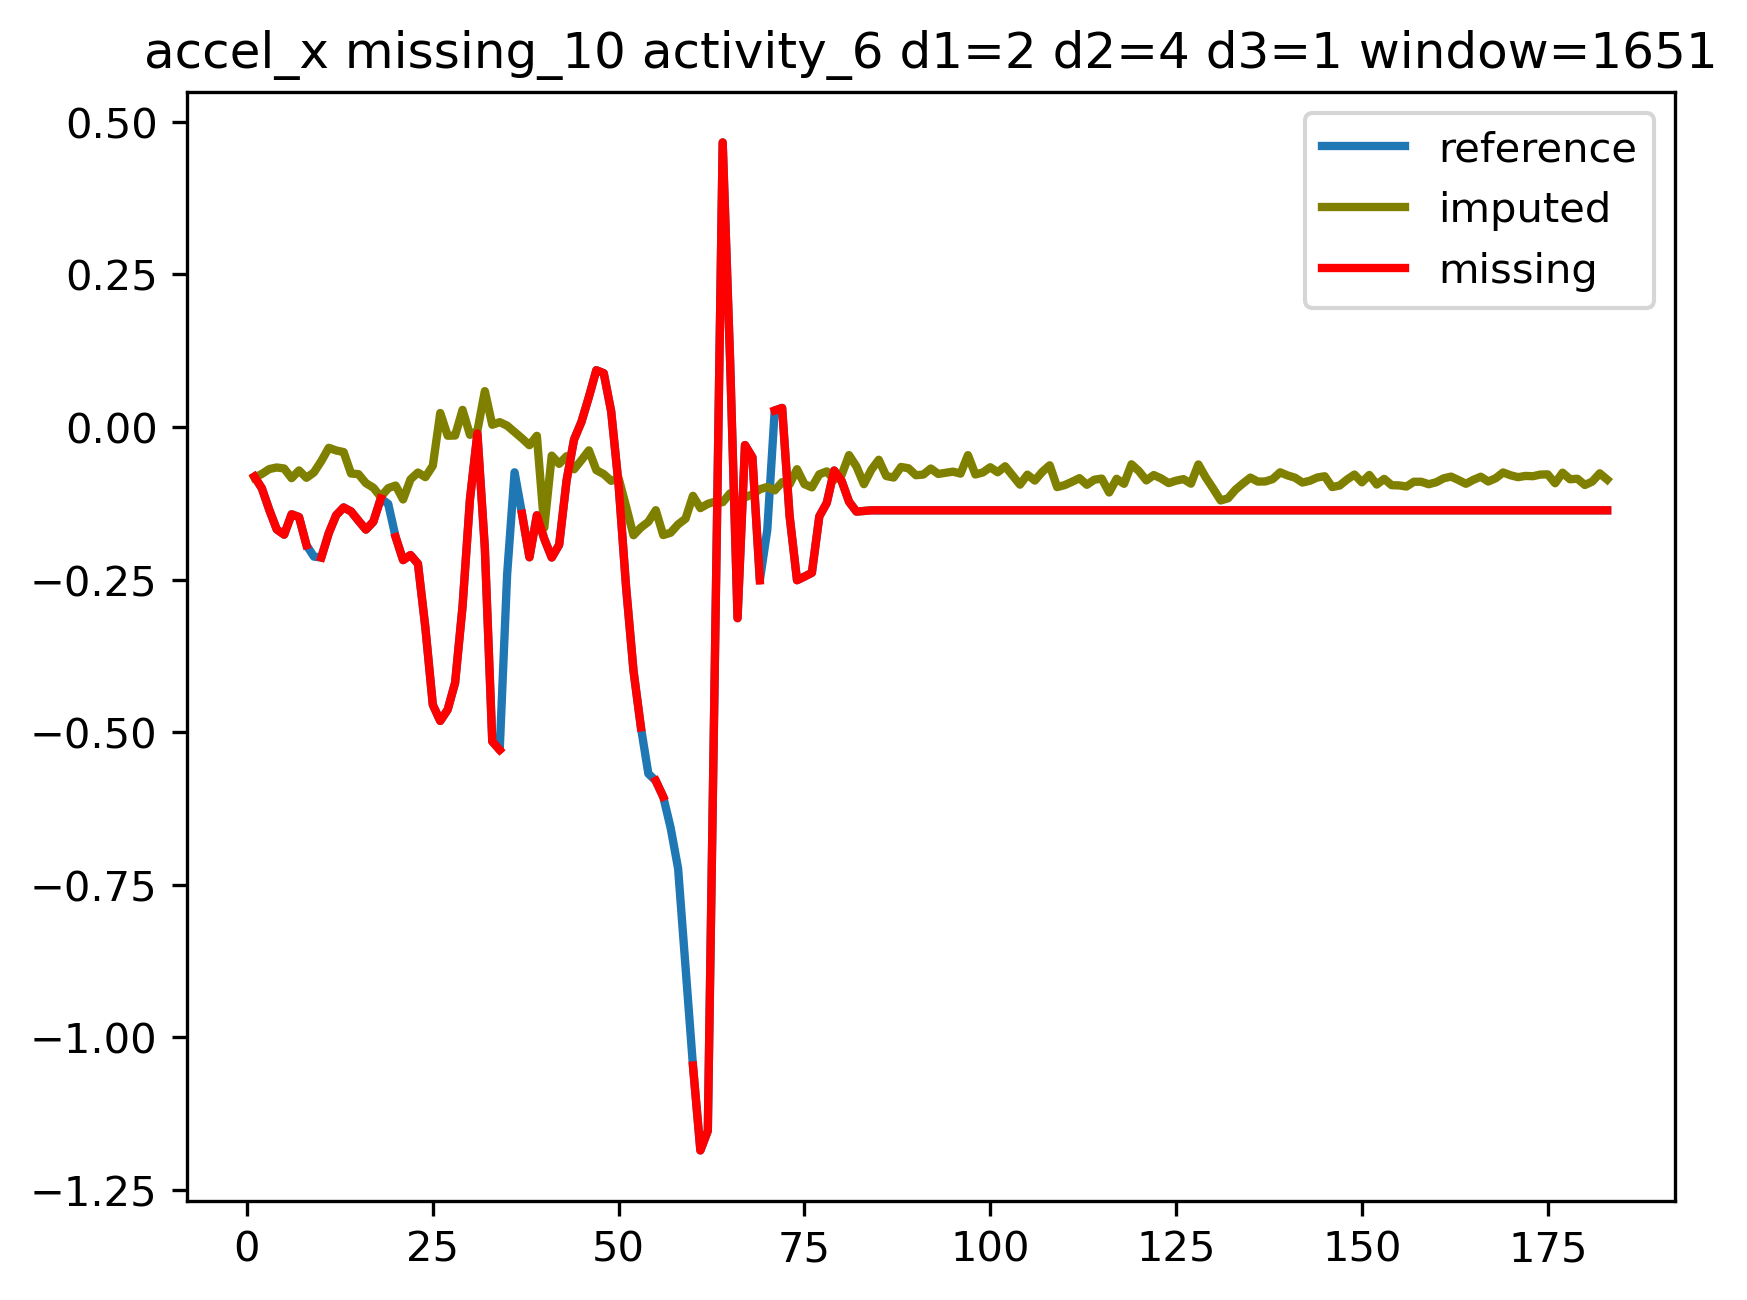 accel_x missing_10 activity_6 d1=2 d2=4 d3=1 window=1651
reference
imputed
missing
0.50
0.25
0.00
−0.25
−0.50
−0.75
−1.00
−1.25
0 25 50 75 100 125 150 175